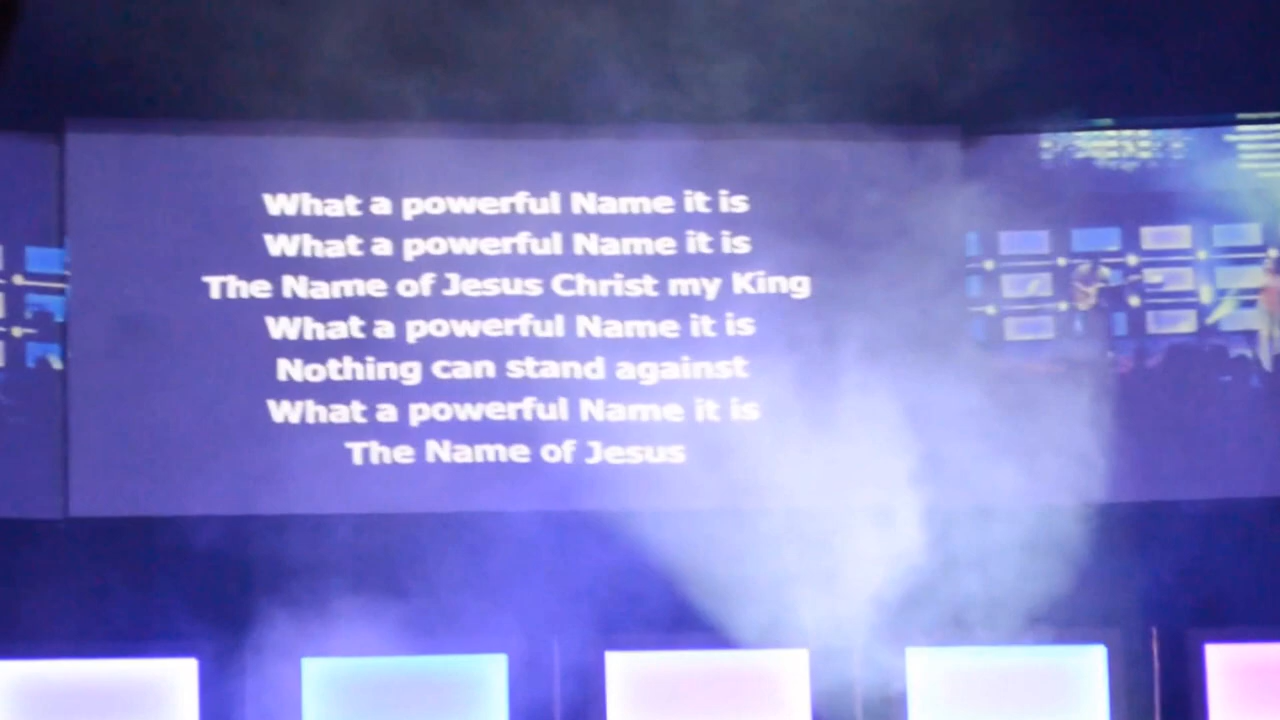 What a powerful Name it is
What a powerful Name it is
The Name of Jesus Christ my King
What a powerful Name it is
Nothing can stand against
What a powerful Name it is
The Name of Jesus